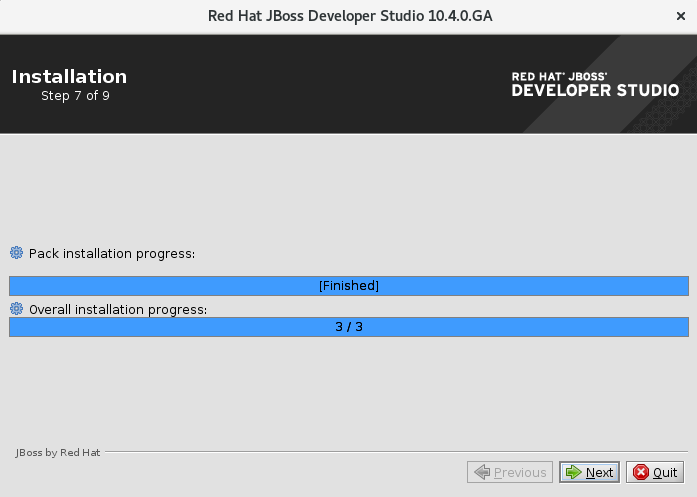 Red Hat JBoss Developer Studio 10.4.0.GA
Installation
Step 7 of 9
RED HAT® JBOSS®
DEVELOPER STUDIO
Pack installation progress:
[Finished]
Overall installation progress:
3 / 3
JBoss by Red Hat
Previous
Next
Quit